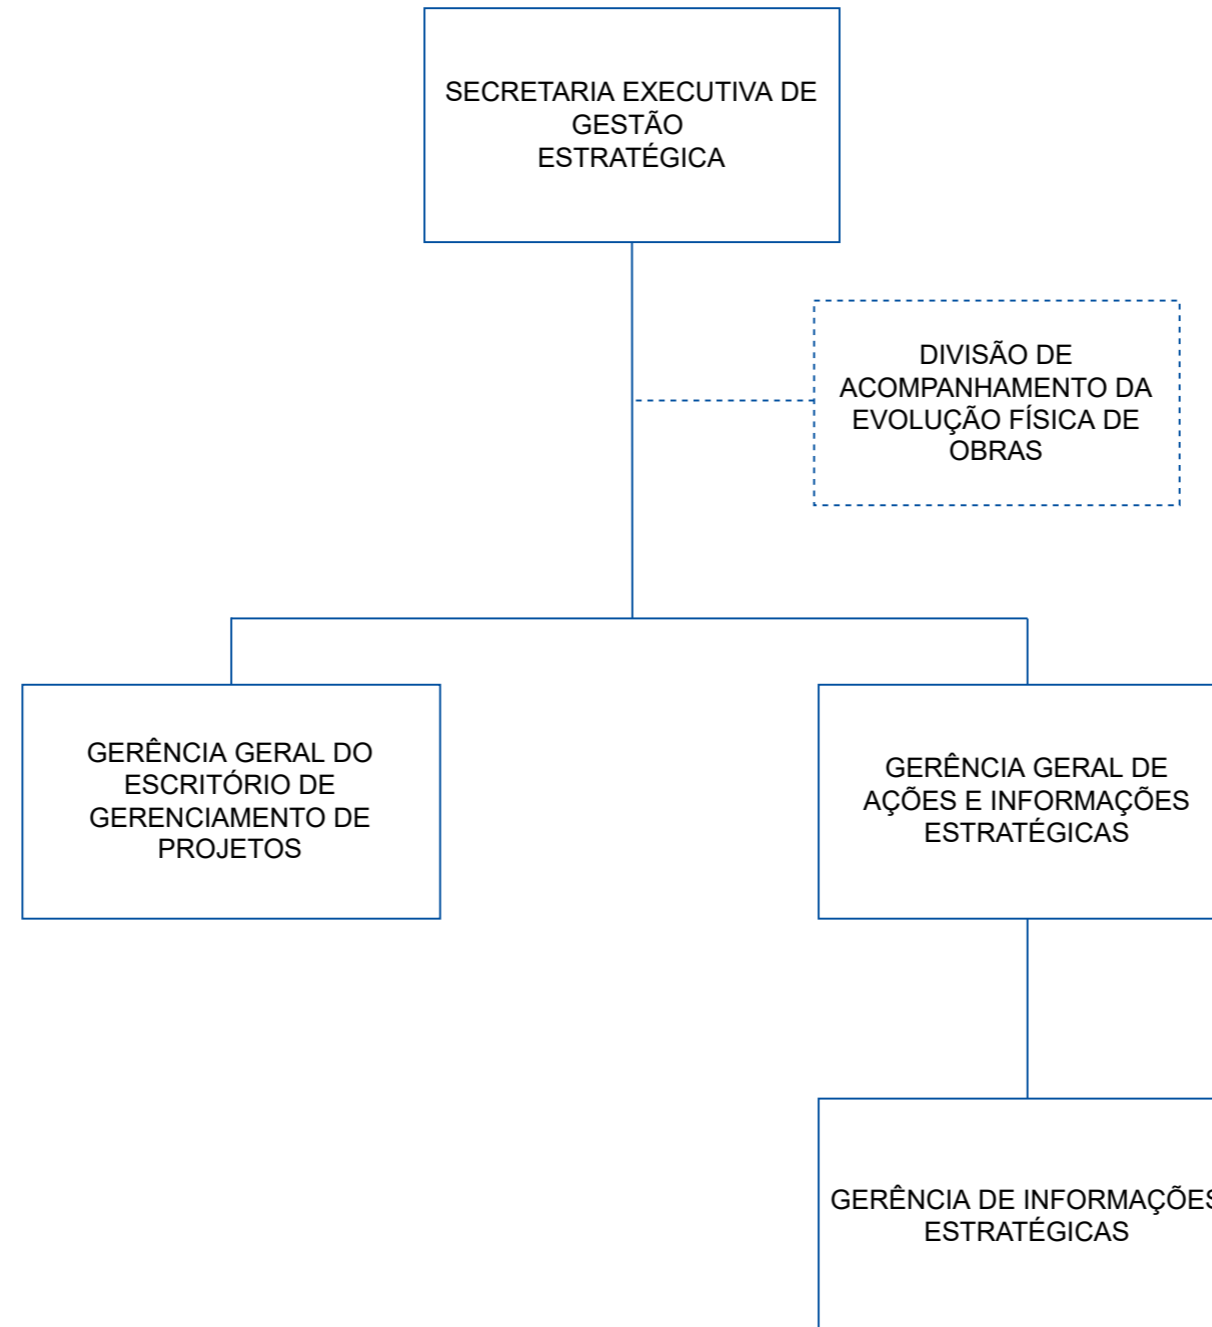 SECRETARIA EXECUTIVA DE
GESTÃO
ESTRATÉGICA
DIVISÃO DE
ACOMPANHAMENTO DA
EVOLUÇÃO FÍSICA DE
OBRAS
GERÊNCIA GERAL DO
ESCRITÓRIO DE
GERENCIAMENTO DE
PROJETOS
GERÊNCIA GERAL DE
AÇÕES E INFORMAÇÕES
ESTRATÉGICAS
GERÊNCIA DE INFORMAÇÕES
ESTRATÉGICAS